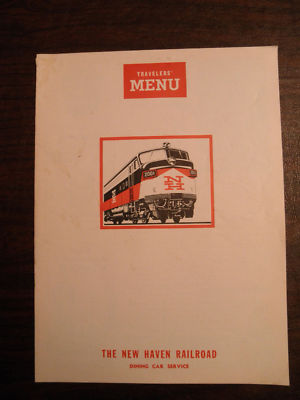 TRAVELERS'
MENU
NH
THE NEW HAVEN RAILROAD
DINING CAR SERVICE